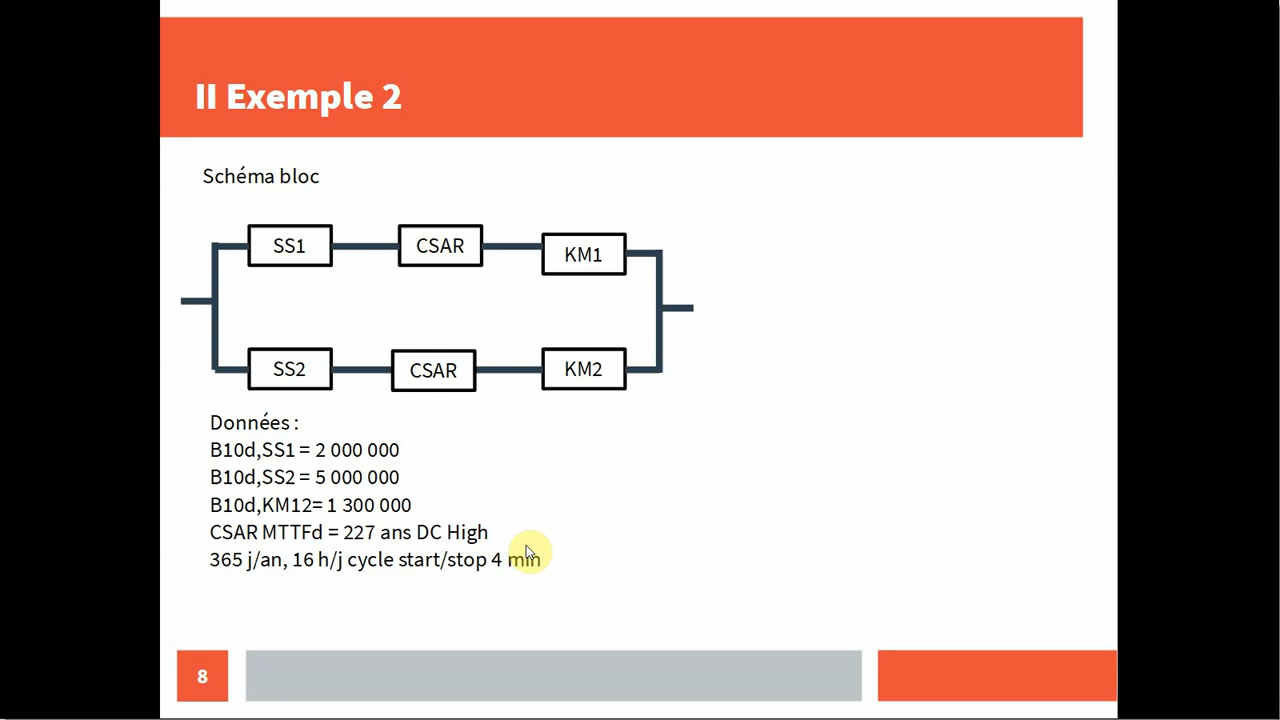 II Exemple 2
Schéma bloc
SS1 CSAR KM1
SS2 CSAR KM2
Données :
B10d,SS1 = 2 000 000
B10d,SS2 = 5 000 000
B10d,KM12= 1 300 000
CSAR MTTFd = 227 ans DC High
365 j/an, 16 h/j cycle start/stop 4 min
8